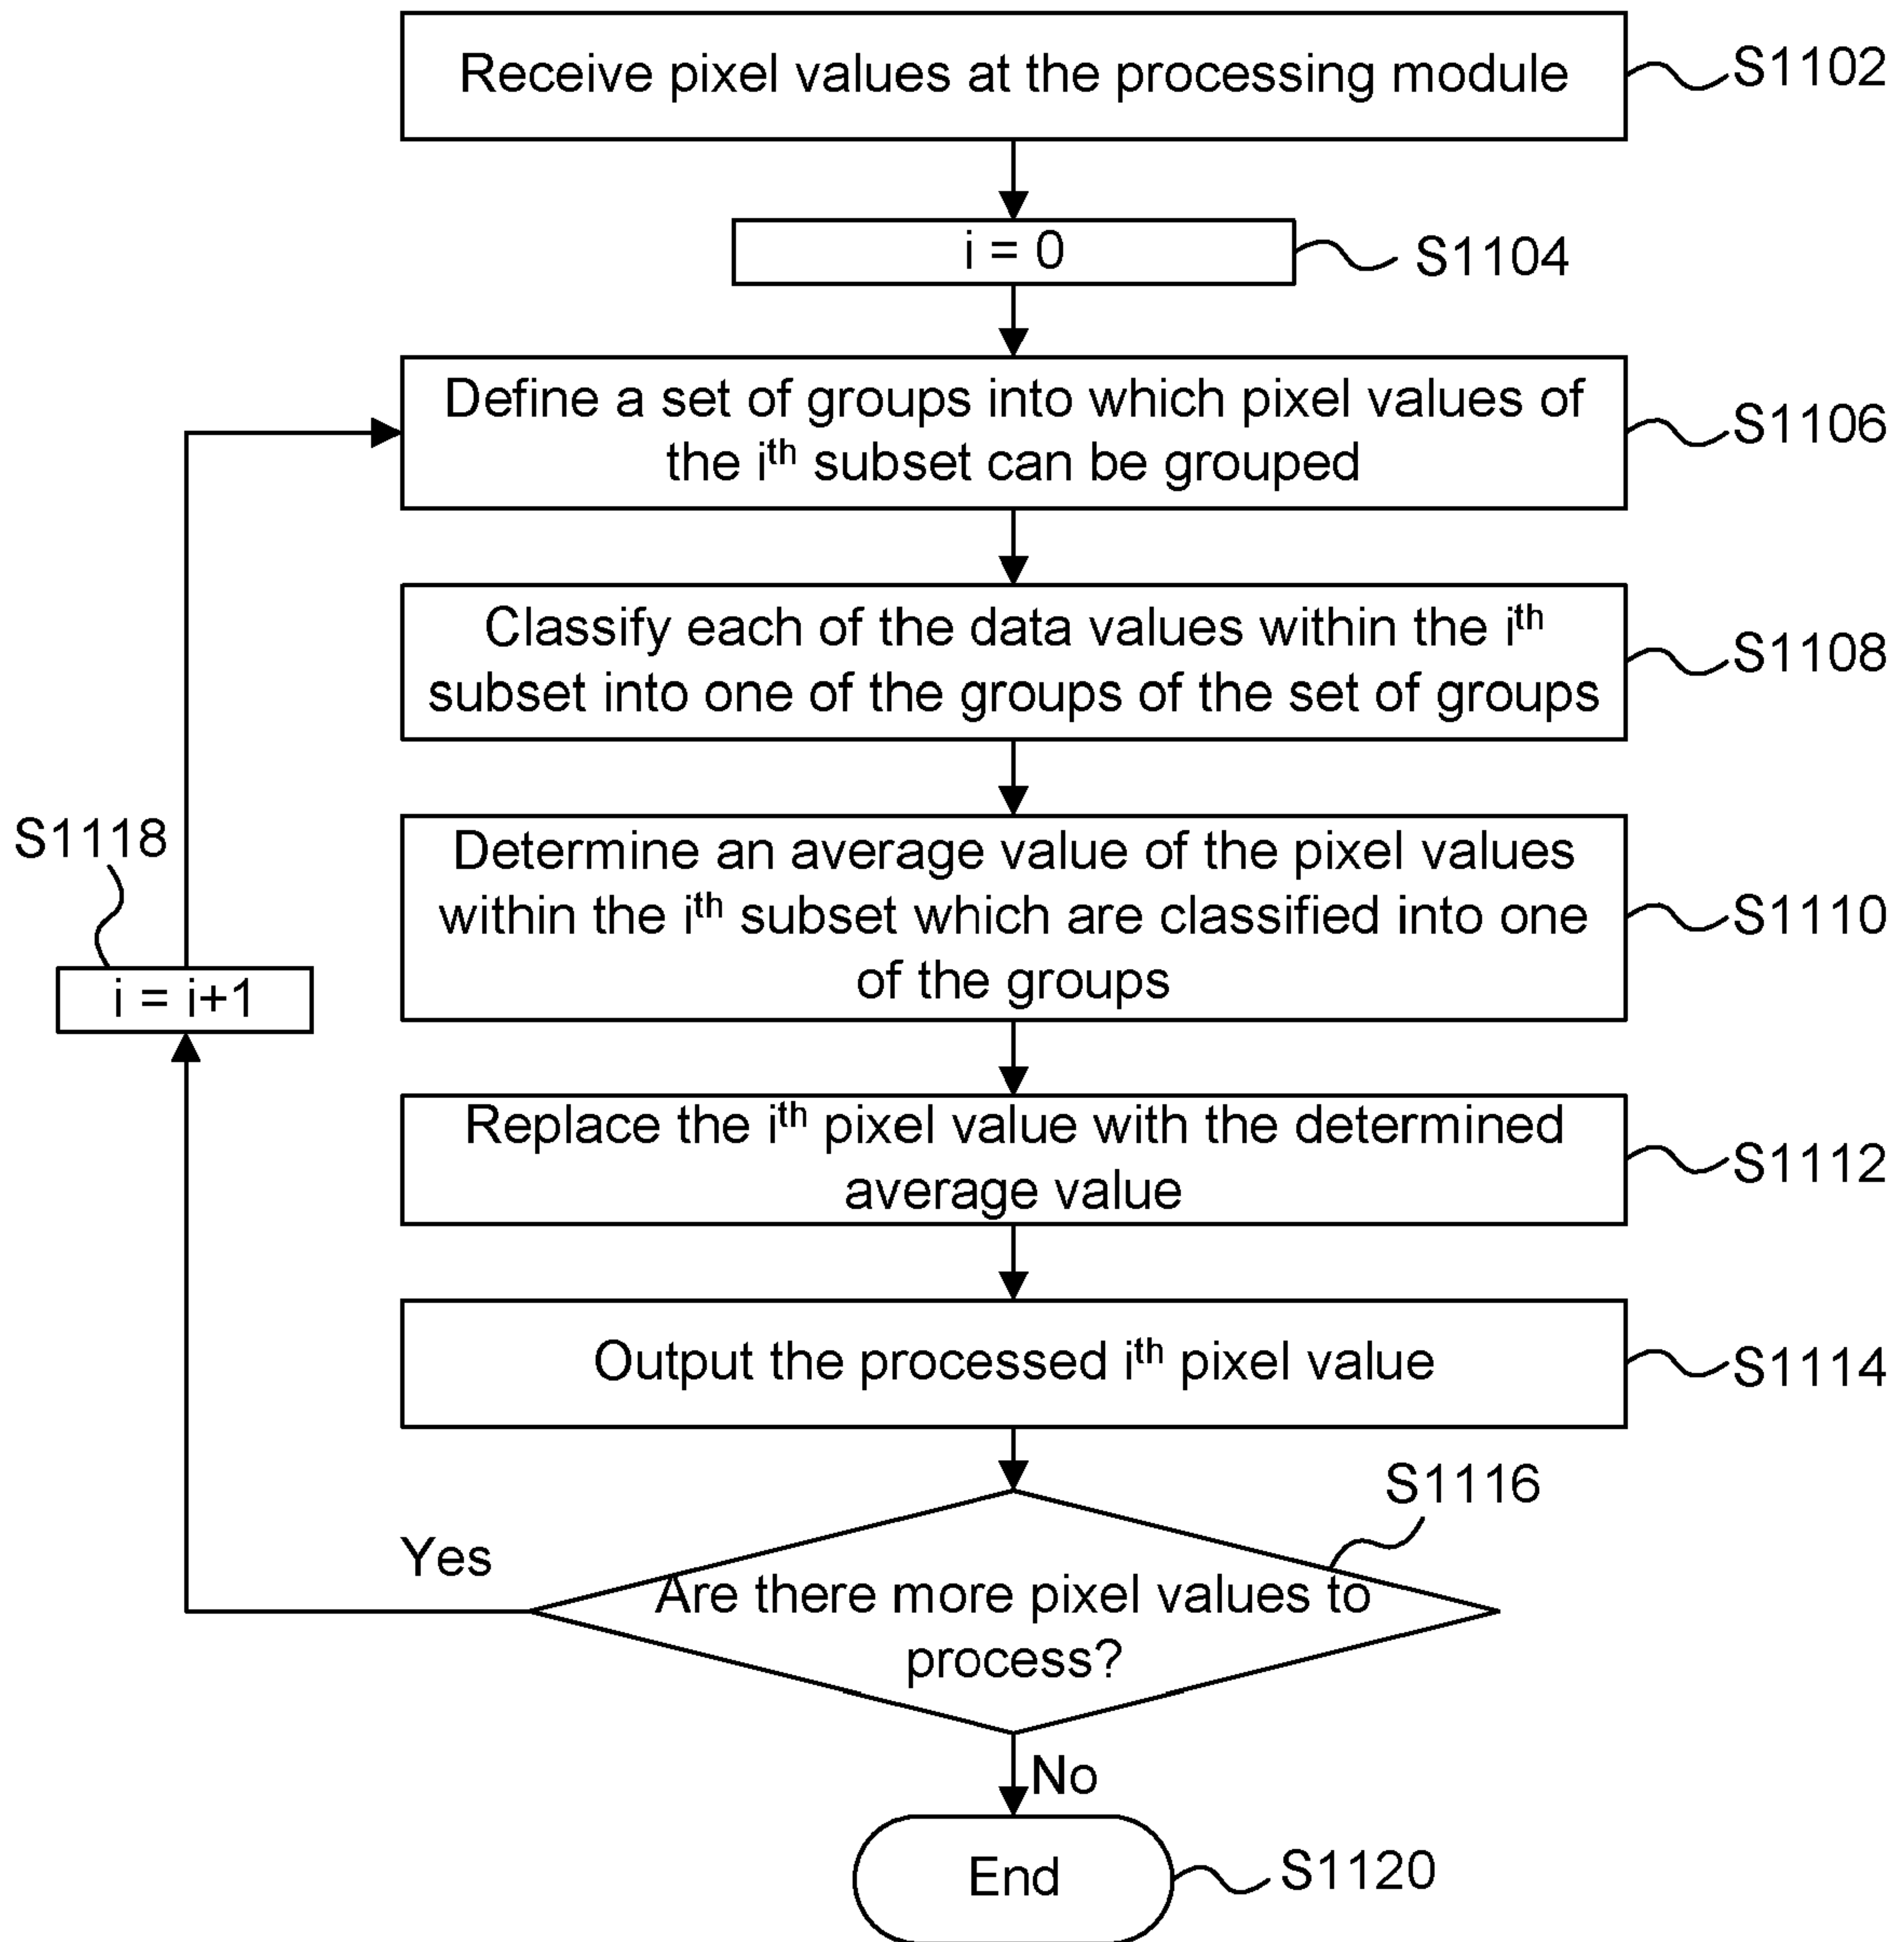 Receive pixel values at the processing module
S1102
i = 0
S1104
Define a set of groups into which pixel values of
the ith subset can be grouped
S1106
Classify each of the data values within the ith
subset into one of the groups of the set of groups
S1108
Determine an average value of the pixel values
within the ith subset which are classified into one
of the groups
S1110
S1118
i = i+1
Replace the ith pixel value with the determined
average value
S1112
Output the processed ith pixel value
S1114
S1116
Yes
Are there more pixel values to
process?
No
End
S1120